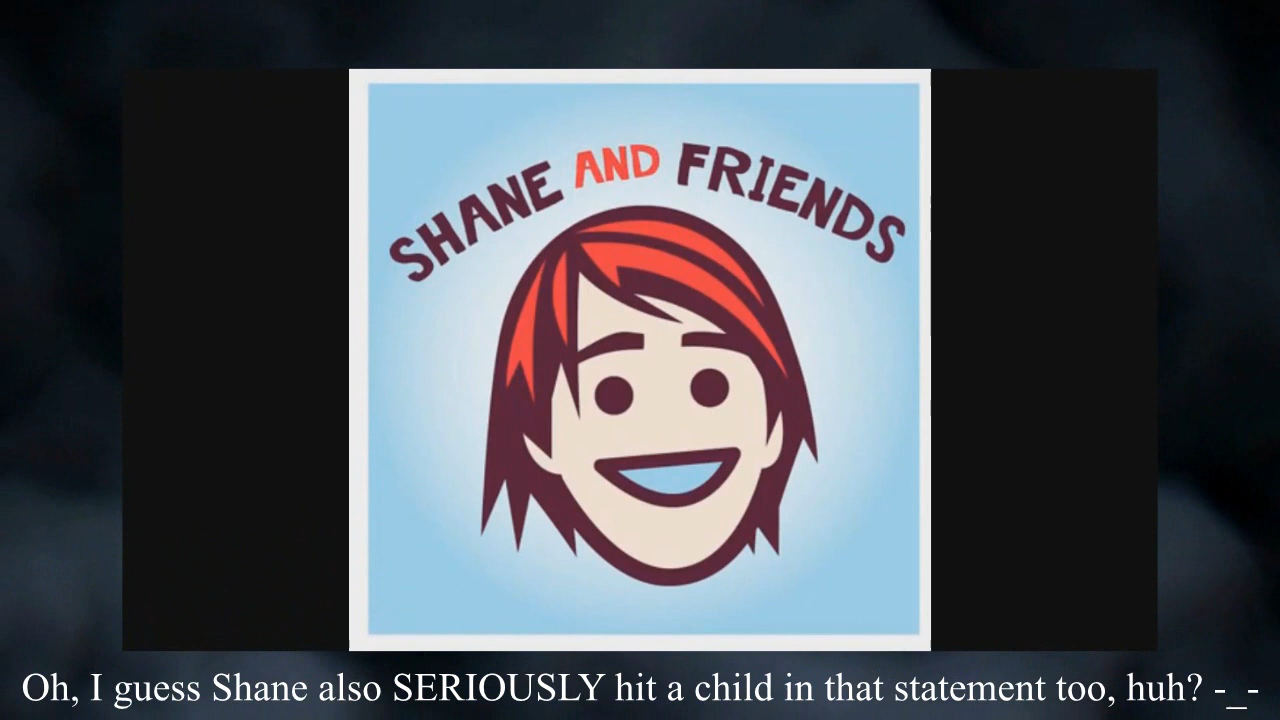 SHANE AND FRIENDS
Oh, I guess Shane also SERIOUSLY hit a child in that statement too, huh? -_-